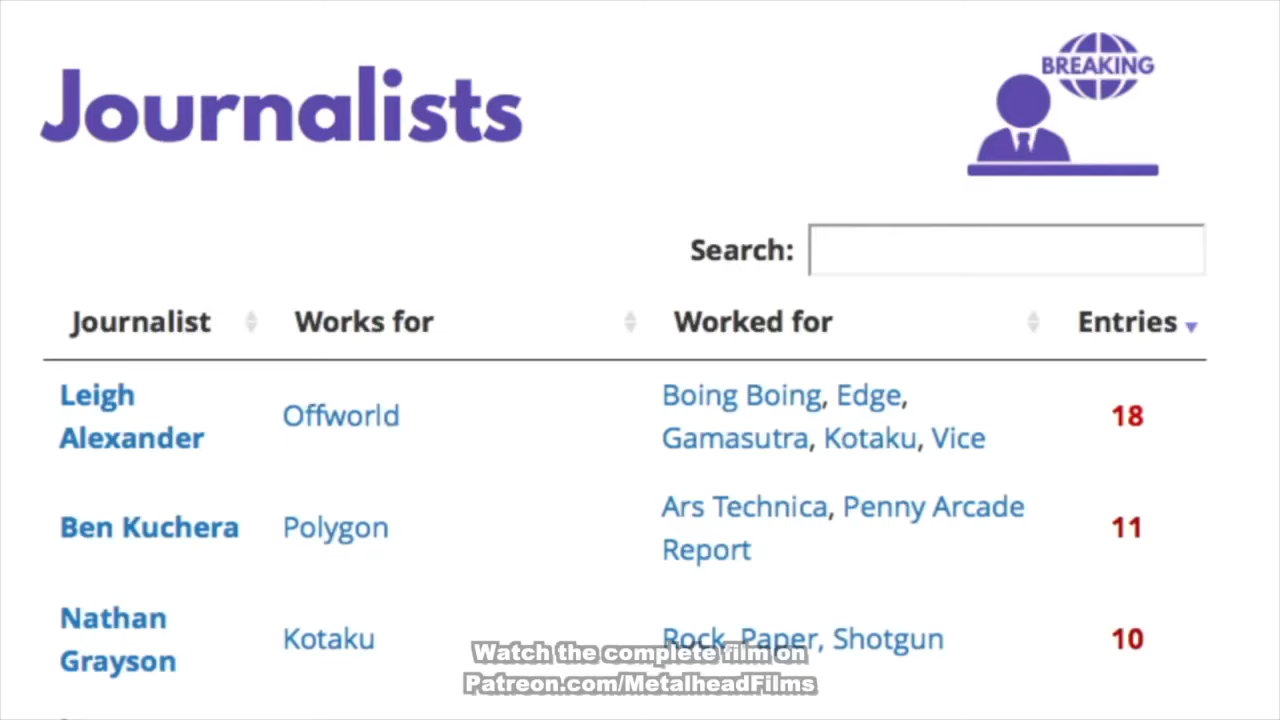 BREAKING
Journalists
Search:
Journalist Works for Worked for Entries
Leigh Alexander Offworld Boing Boing, Edge, Gamasutra, Kotaku, Vice 18
Ben Kuchera Polygon Ars Technica, Penny Arcade Report 11
Nathan Grayson Kotaku Rock, Paper, Shotgun 10
Watch the complete film on
Patreon.com/MetalheadFilms